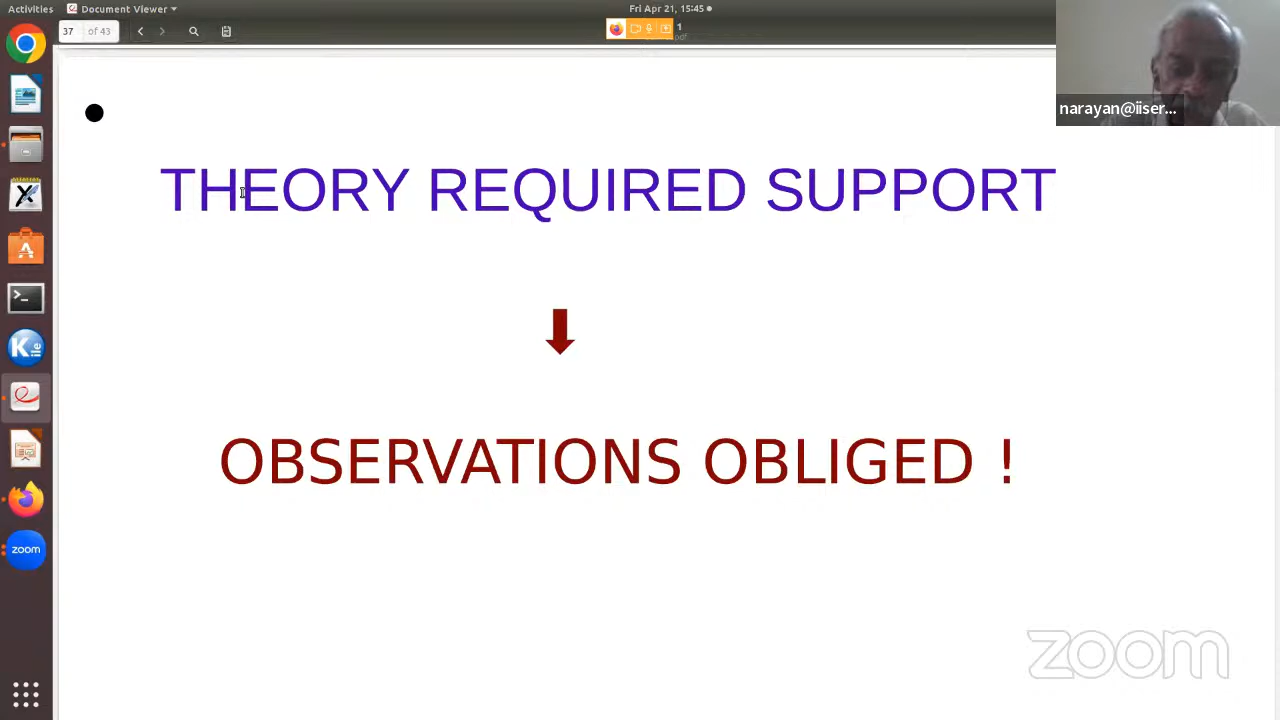 Activities
Document Viewer
Fri Apr 21, 15:45
37 of 43
1
narayan@iiser...
THEORY REQUIRED SUPPORT
OBSERVATIONS OBLIGED !
zoom
zoom